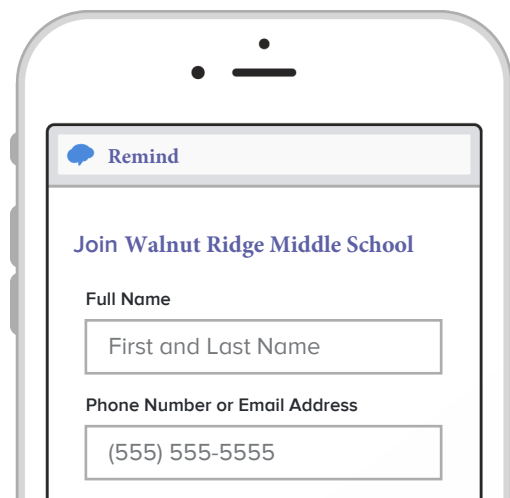 Remind
Join Walnut Ridge Middle School
Full Name
First and Last Name
Phone Number or Email Address
(555) 555-5555